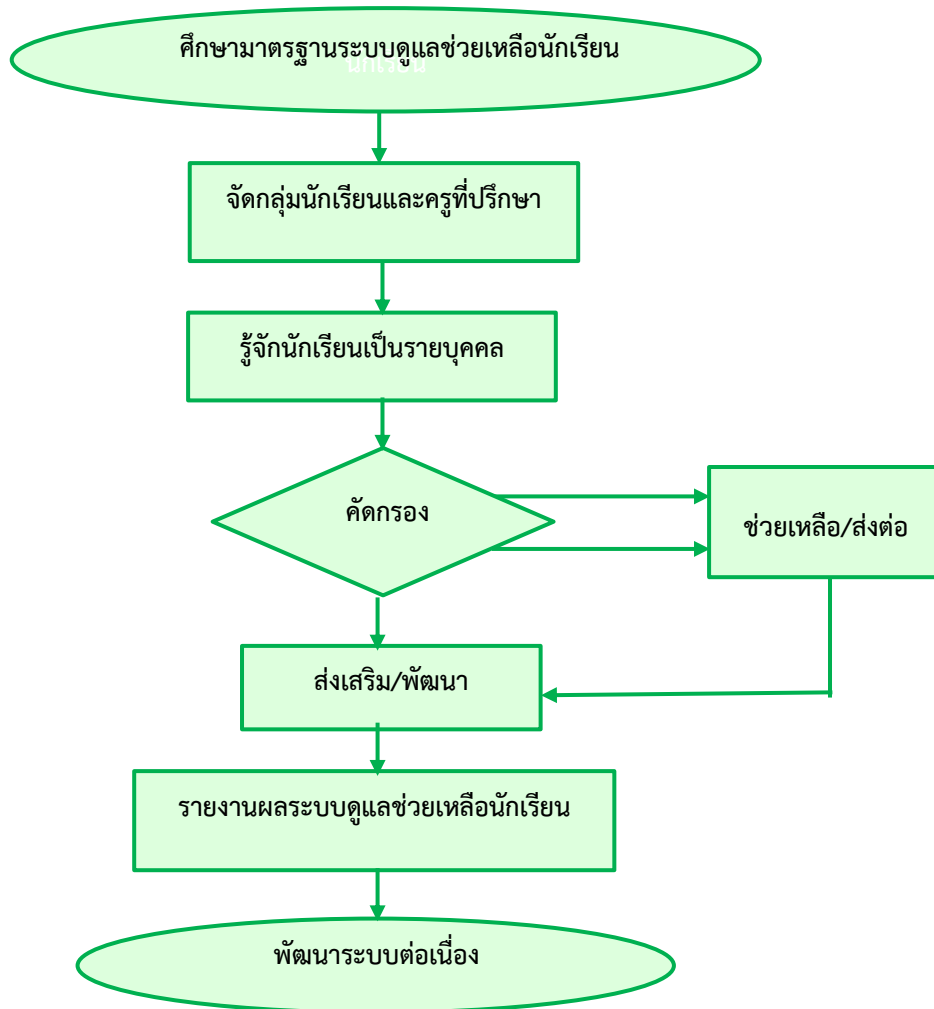 ศึกษามาตรฐานระบบดูแลช่วยเหลือนักเรียน
นักเรียน
จัดกลุ่มนักเรียนและครูที่ปรึกษา
รู้จักนักเรียนเป็นรายบุคคล
คัดกรอง
ช่วยเหลือ/ส่งต่อ
ส่งเสริม/พัฒนา
รายงานผลระบบดูแลช่วยเหลือนักเรียน
พัฒนาระบบต่อเนื่อง